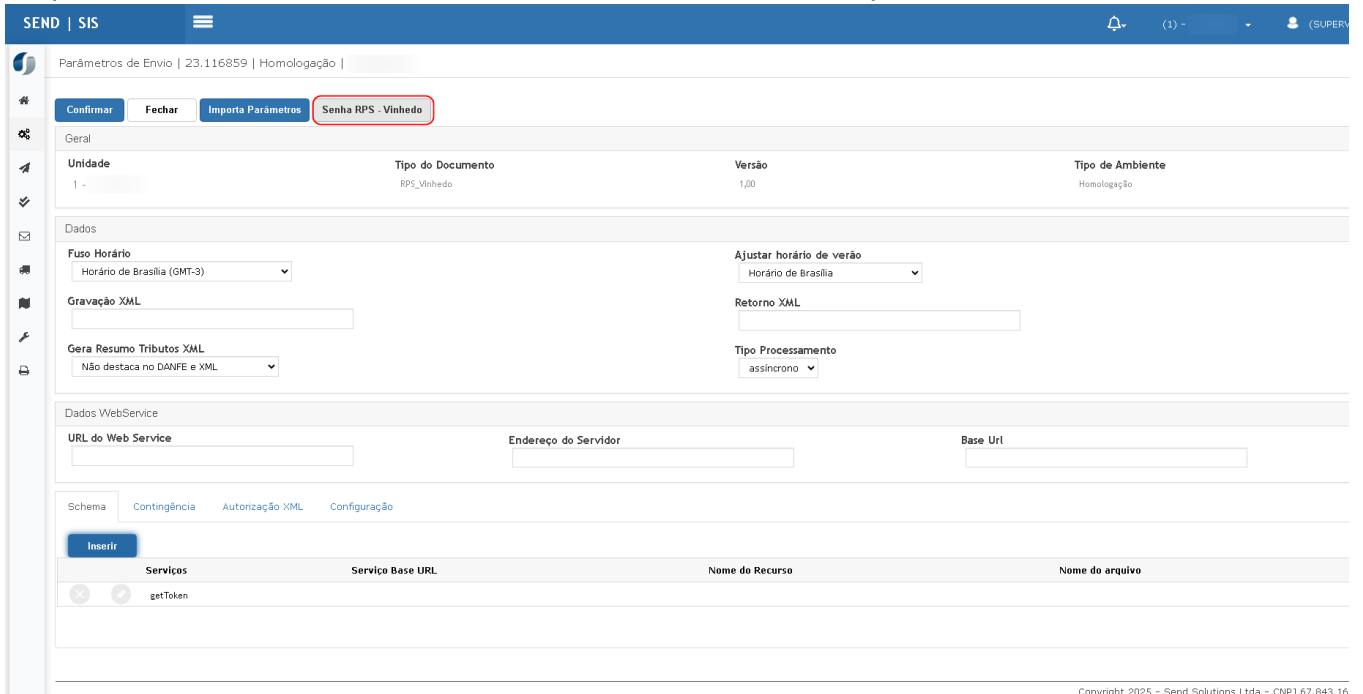 SEND | SIS (1) - (SUPERV
Parâmetros de Envio | 23.116859 | Homologação |
Confirmar Fechar Importa Parâmetros Senha RPS - Vinhedo
Geral
Unidade Tipo do Documento Versão Tipo de Ambiente
1 - RPS_Vinhedo 1,00 Homologação
Dados
Fuso Horário Ajustar horário de verão
Horário de Brasília (GMT-3) Horário de Brasília
Gravação XML Retorno XML
Gera Resumo Tributos XML Tipo Processamento
Não destaca no DANFE e XML assíncrono
Dados WebService
URL do Web Service Endereço do Servidor Base Url
Schema Contingência Autorização XML Configuração
Inserir
Serviços Serviço Base URL Nome do Recurso Nome do arquivo
getToken
Copyright 2025 - Send Solutions Ltda - CNPJ 67.843.16